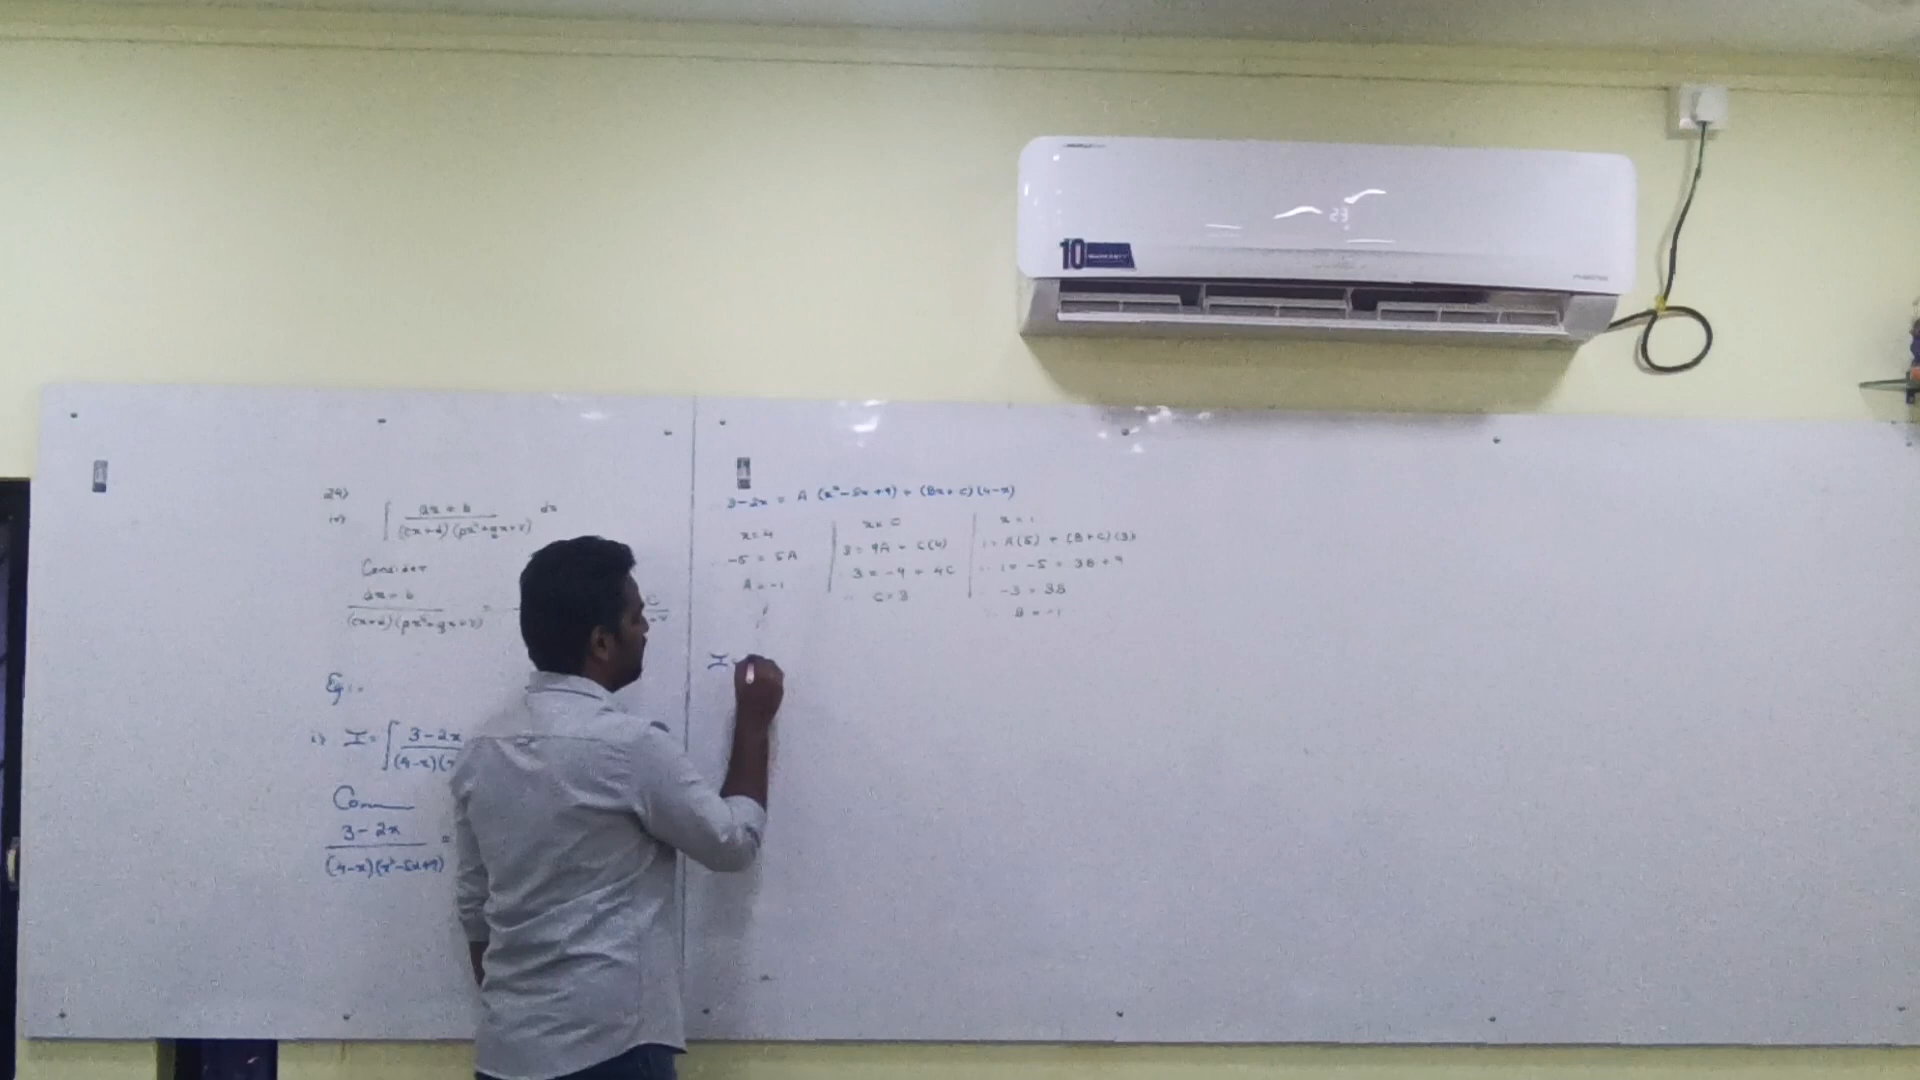 24)
iv) ∫ ax+b / (cx+d)(px²+qx+r) dx
Consider
ax+b / (cx+d)(px²+qx+r) =
Eg:-
i) I = ∫ 3-2x / (4-x)(
Con
3-2x / (4-x)(x²-5x+9) =
3-2x = A (x²-5x+9) + (Bx+C)(4-x)
x=4
-5 = 5A
A = -1
x = 0
3 = 9A + C(4)
3 = -9 + 4C
C = 3
x = 1
1 = A(5) + (B+C)(3)
1 = -5 + 3B + 9
-3 = 3B
B = -1
I
10